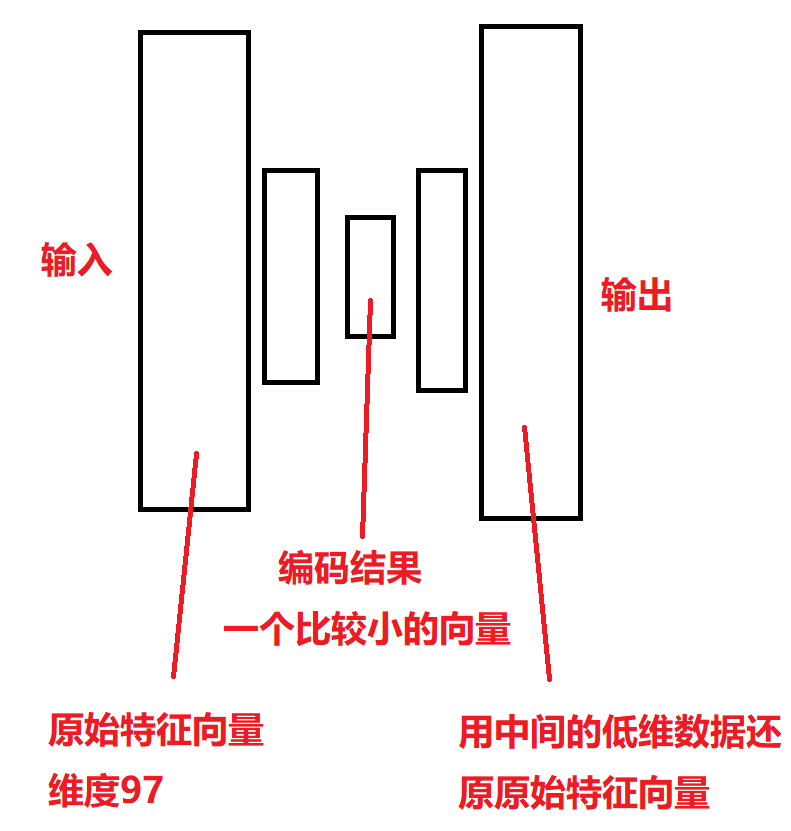 输入
输出
编码结果
一个比较小的向量
原始特征向量
维度97
用中间的低维数据还
原原始特征向量